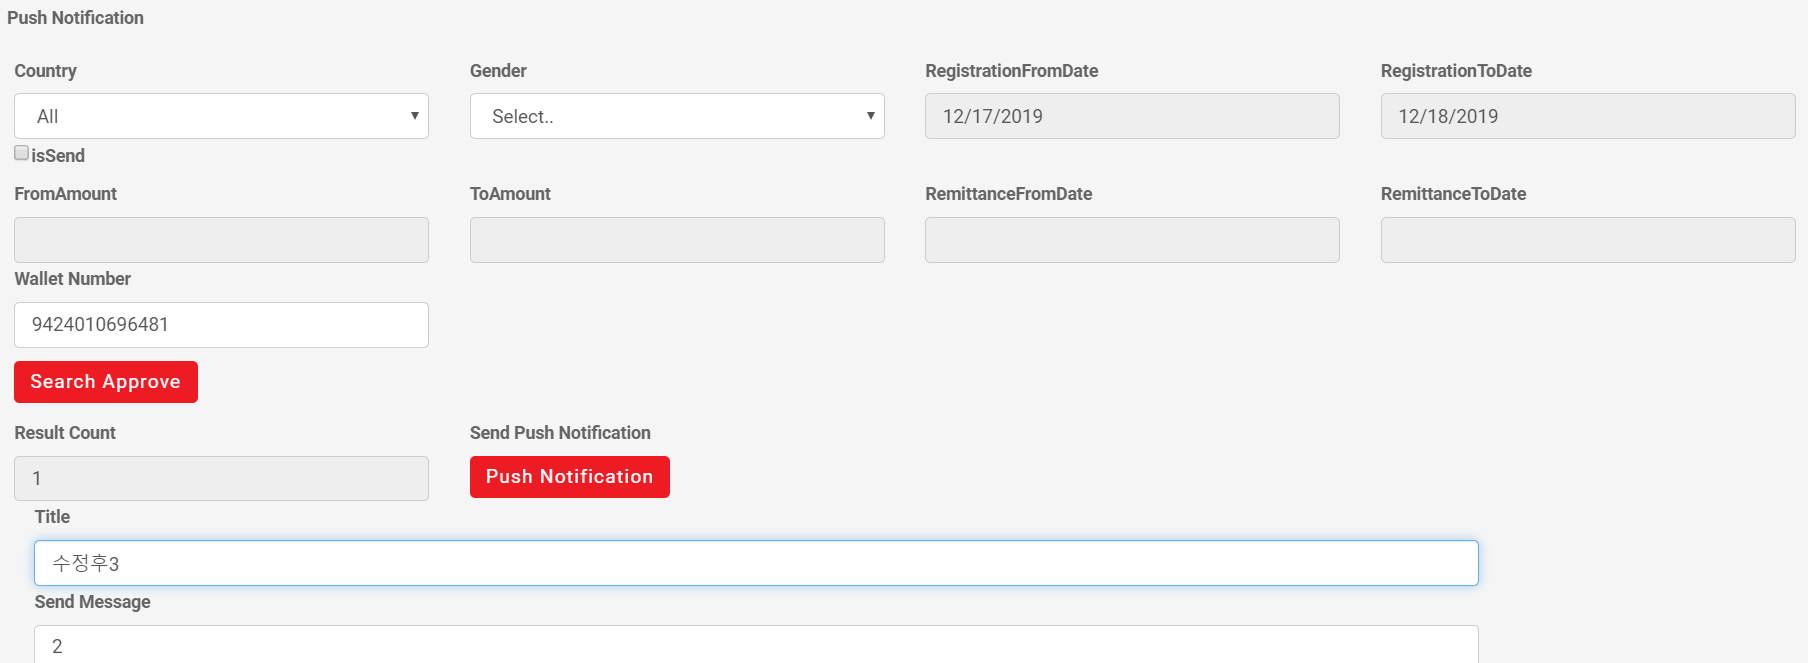 Push Notification
Country Gender RegistrationFromDate RegistrationToDate
All Select.. 12/17/2019 12/18/2019
isSend
FromAmount ToAmount RemittanceFromDate RemittanceToDate
Wallet Number
9424010696481
Search Approve
Result Count Send Push Notification
1 Push Notification
Title
수정후3
Send Message
2